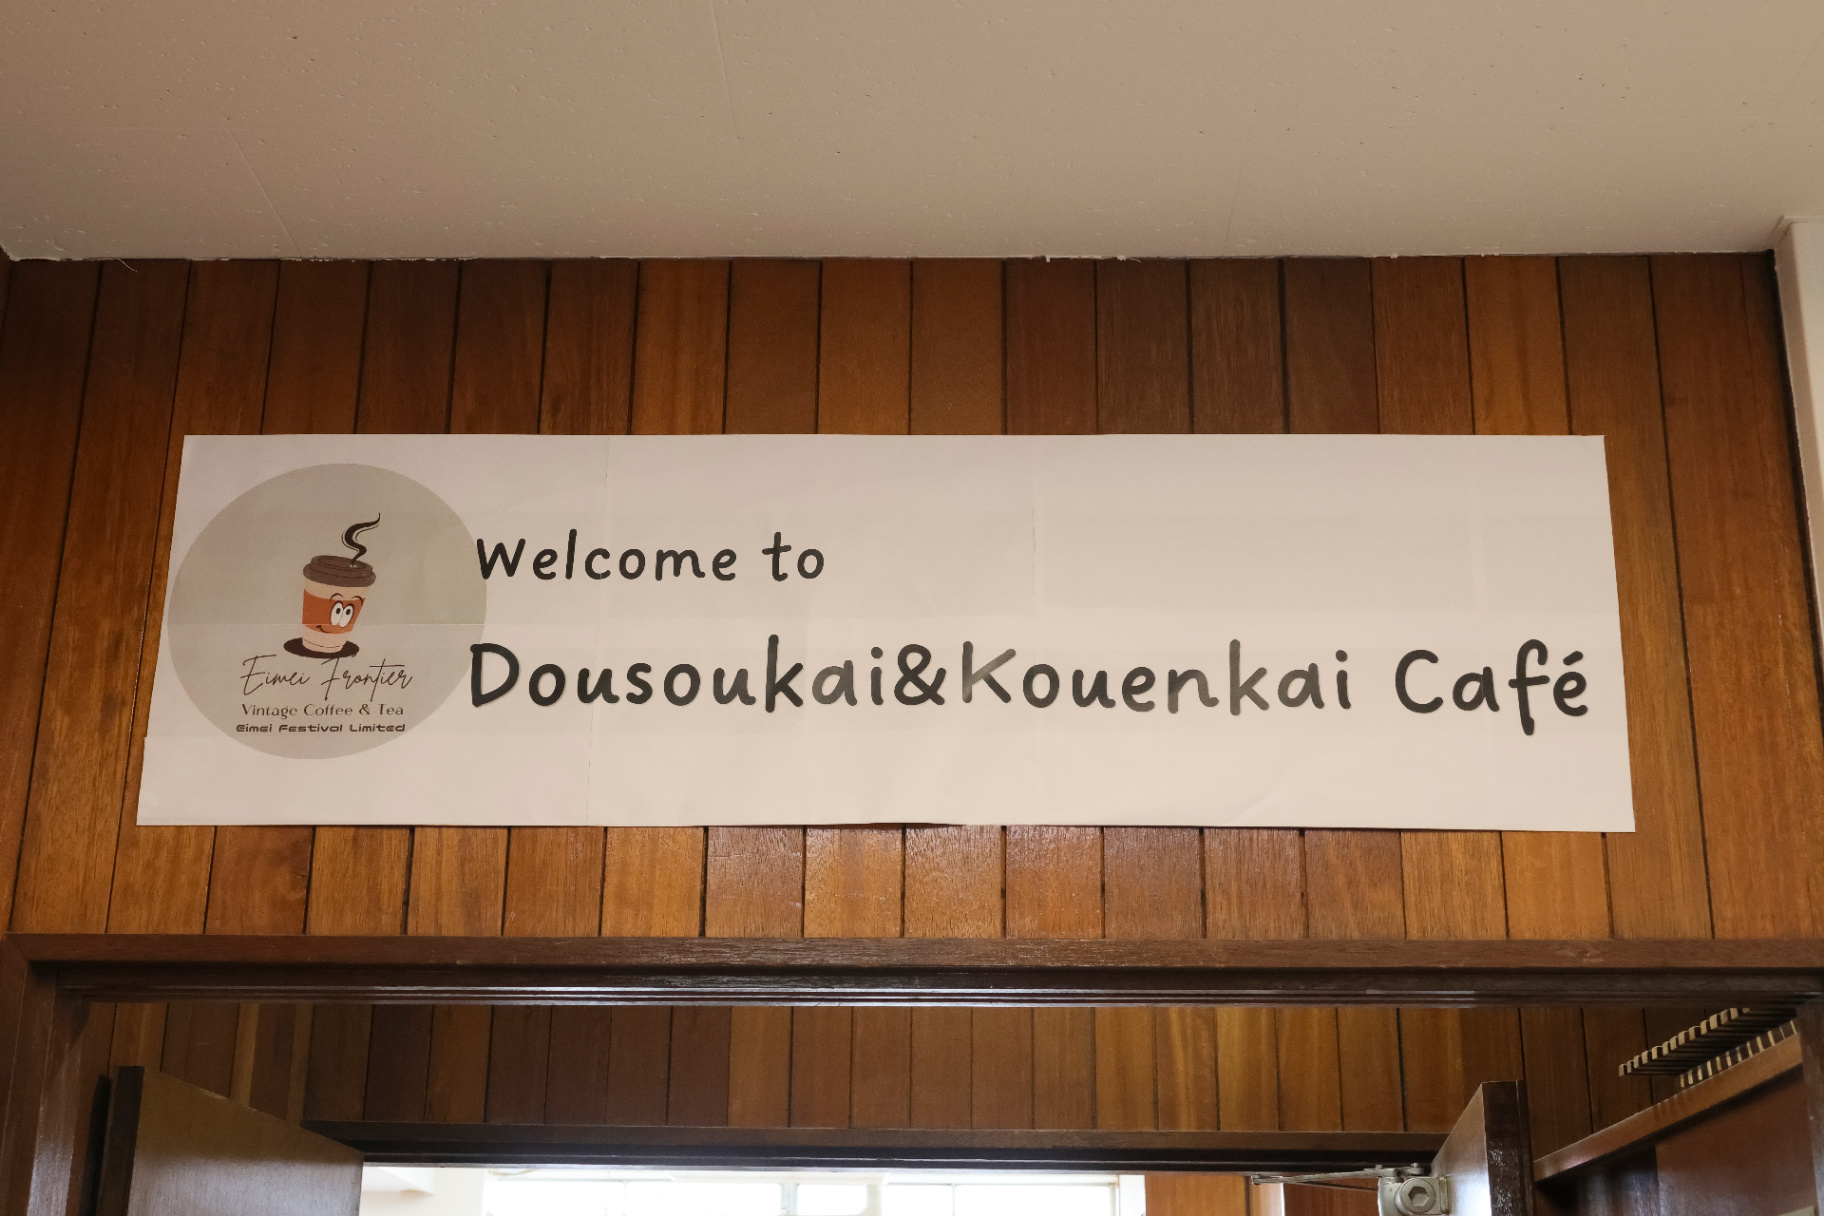 Welcome to
Dousoukai&Kouenkai Café
Eimei Frontier
Vintage Coffee & Tea
Eimei Festival Limited